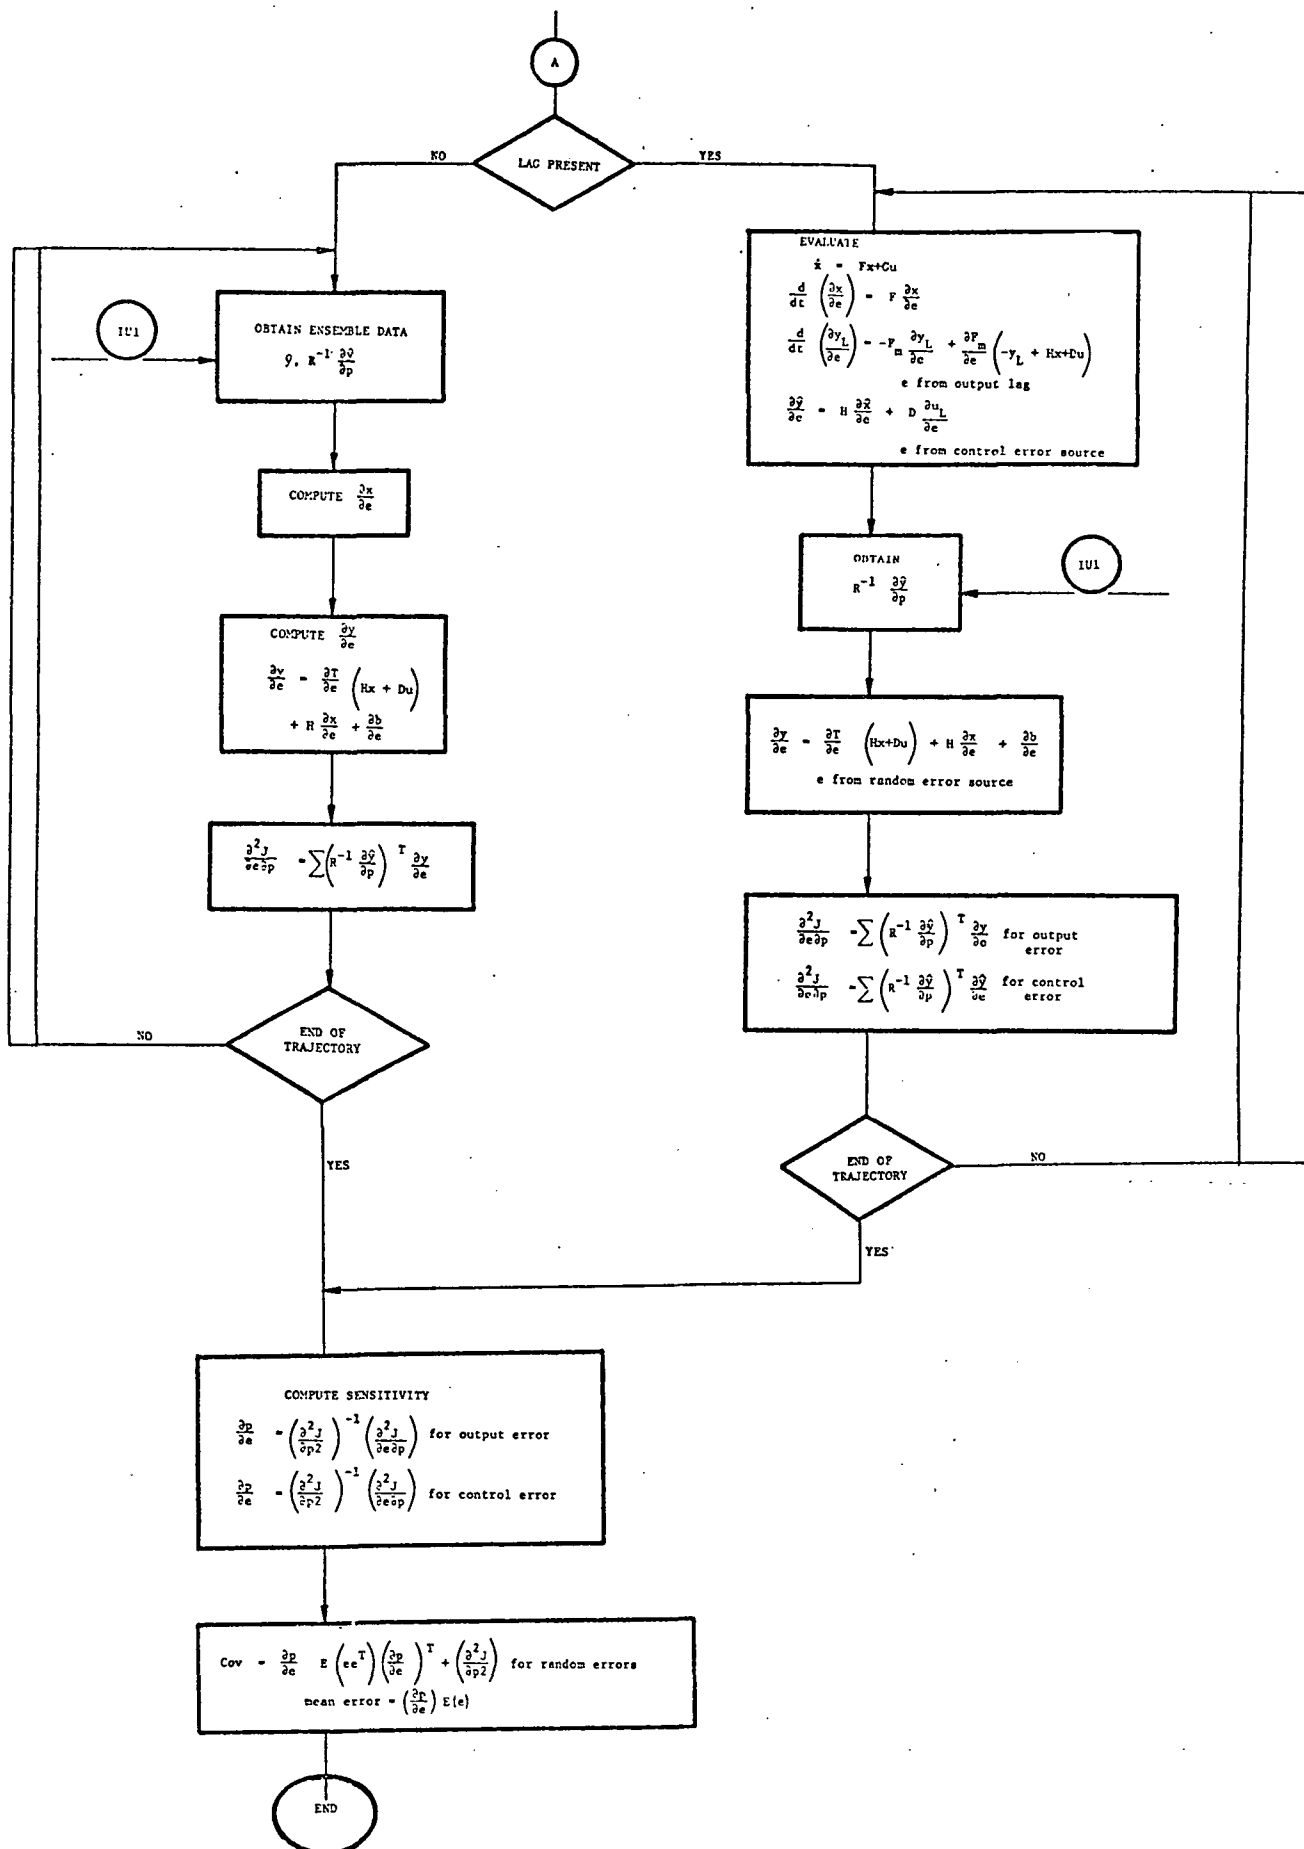 A
LAG PRESENT
NO
YES
EVALUATE
ẋ = Fx+Gu
d/dt (∂x/∂e) = F ∂x/∂e
d/dt (∂y_L/∂e) = -F_m ∂y_L/∂e + ∂F_m/∂e (-y_L + Hx+Du)
e from output lag
∂ŷ/∂e = H ∂x̂/∂e + D ∂u_L/∂e
e from control error source
IU1
OBTAIN ENSEMBLE DATA
ŷ, R^-1 ∂ŷ/∂p
COMPUTE ∂x/∂e
OBTAIN
R^-1 ∂ŷ/∂p
IU1
COMPUTE ∂y/∂e
∂y/∂e = ∂T/∂e (Hx + Du)
+ H ∂x/∂e + ∂b/∂e
∂y/∂e = ∂T/∂e (Hx+Du) + H ∂x/∂e + ∂b/∂e
e from random error source
∂²J/∂e∂p = ∑(R^-1 ∂ŷ/∂p)^T ∂y/∂e
∂²J/∂e∂p = ∑(R^-1 ∂ŷ/∂p)^T ∂y/∂e for output
error
∂²J/∂e∂p = ∑(R^-1 ∂ŷ/∂p)^T ∂ŷ/∂e for control
error
END OF
TRAJECTORY
NO
YES
END OF
TRAJECTORY
NO
YES
COMPUTE SENSITIVITY
∂p/∂e = (∂²J/∂p2)^-1 (∂²J/∂e∂p) for output error
∂p/∂e = (∂²J/∂p2)^-1 (∂²J/∂e∂p) for control error
Cov = ∂p/∂e E(ee^T)(∂p/∂e)^T + (∂²J/∂p2) for random errors
mean error = (∂p/∂e) E(e)
END